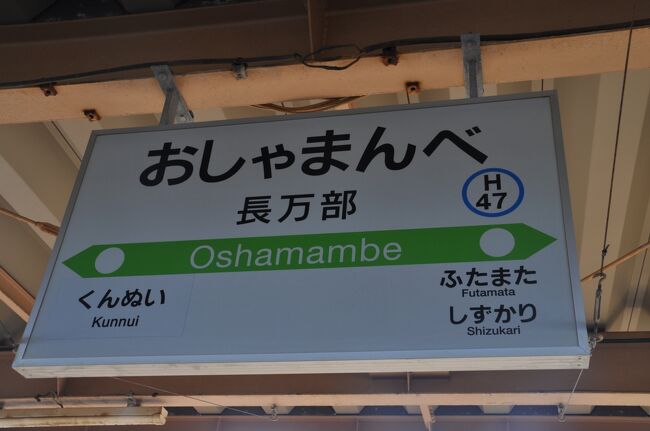 おしゃまんべ
長万部
H
47
Oshamambe
くんぬい
Kunnui
ふたまた
Futamata
しずかり
Shizukari